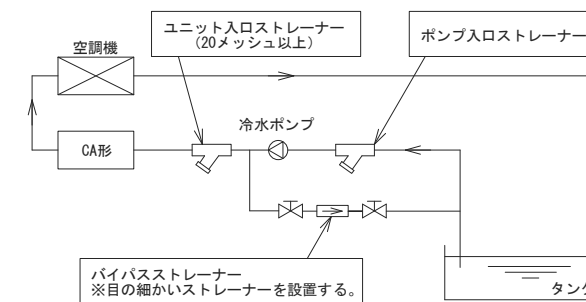 ユニット入口ストレーナー
(20メッシュ以上)
ポンプ入口ストレーナー
空調機
冷水ポンプ
CA形
バイパスストレーナー
※目の細かいストレーナーを設置する。
タンク